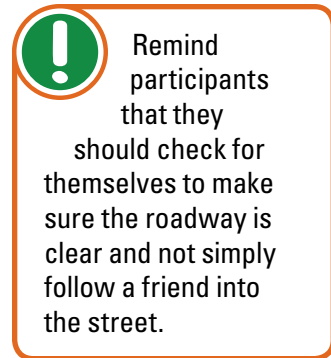 Remind
participants
that they
should check for
themselves to make
sure the roadway is
clear and not simply
follow a friend into
the street.